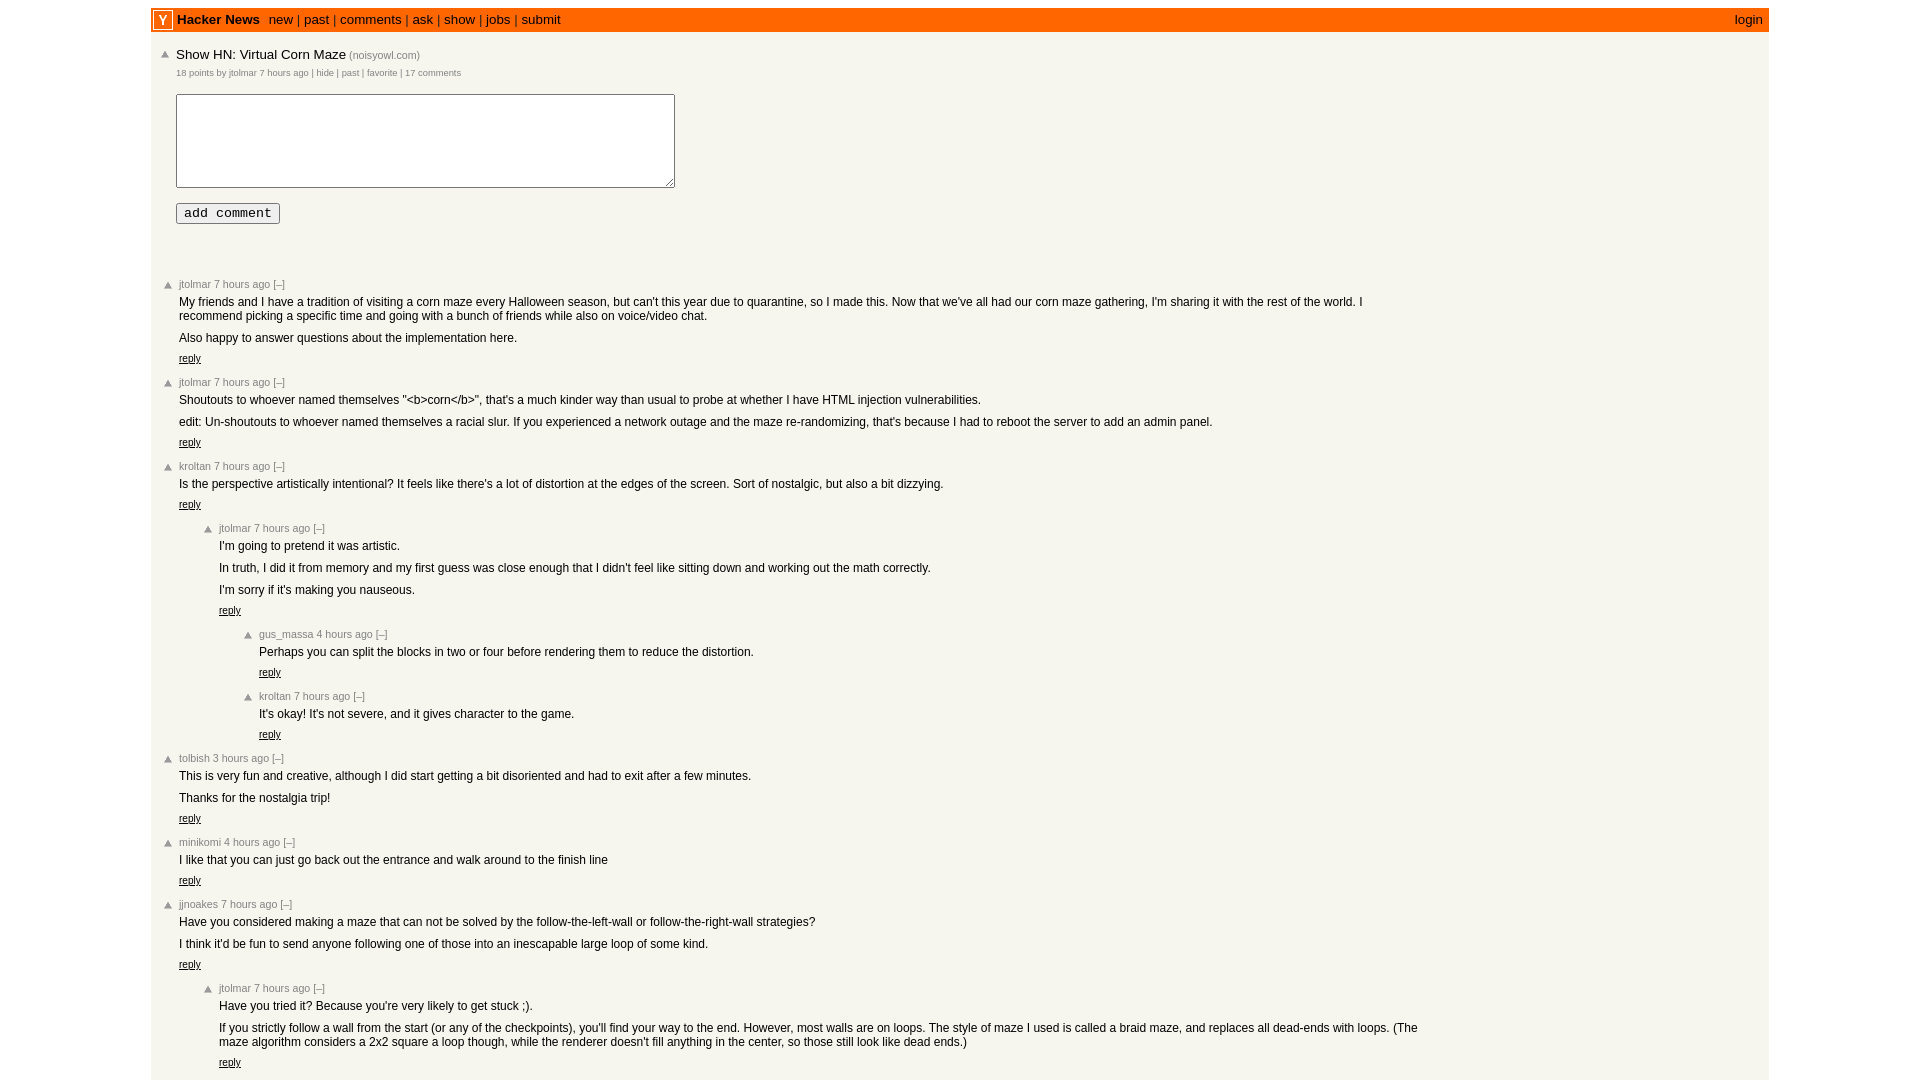 Y Hacker News new | past | comments | ask | show | jobs | submit login
Show HN: Virtual Corn Maze (noisyowl.com)
18 points by jtolmar 7 hours ago | hide | past | favorite | 17 comments
add comment
jtolmar 7 hours ago [–]
My friends and I have a tradition of visiting a corn maze every Halloween season, but can't this year due to quarantine, so I made this. Now that we've all had our corn maze gathering, I'm sharing it with the rest of the world. I
recommend picking a specific time and going with a bunch of friends while also on voice/video chat.
Also happy to answer questions about the implementation here.
reply
jtolmar 7 hours ago [–]
Shoutouts to whoever named themselves "<b>corn</b>", that's a much kinder way than usual to probe at whether I have HTML injection vulnerabilities.
edit: Un-shoutouts to whoever named themselves a racial slur. If you experienced a network outage and the maze re-randomizing, that's because I had to reboot the server to add an admin panel.
reply
kroltan 7 hours ago [–]
Is the perspective artistically intentional? It feels like there's a lot of distortion at the edges of the screen. Sort of nostalgic, but also a bit dizzying.
reply
jtolmar 7 hours ago [–]
I'm going to pretend it was artistic.
In truth, I did it from memory and my first guess was close enough that I didn't feel like sitting down and working out the math correctly.
I'm sorry if it's making you nauseous.
reply
gus_massa 4 hours ago [–]
Perhaps you can split the blocks in two or four before rendering them to reduce the distortion.
reply
kroltan 7 hours ago [–]
It's okay! It's not severe, and it gives character to the game.
reply
tolbish 3 hours ago [–]
This is very fun and creative, although I did start getting a bit disoriented and had to exit after a few minutes.
Thanks for the nostalgia trip!
reply
minikomi 4 hours ago [–]
I like that you can just go back out the entrance and walk around to the finish line
reply
jjnoakes 7 hours ago [–]
Have you considered making a maze that can not be solved by the follow-the-left-wall or follow-the-right-wall strategies?
I think it'd be fun to send anyone following one of those into an inescapable large loop of some kind.
reply
jtolmar 7 hours ago [–]
Have you tried it? Because you're very likely to get stuck ;).
If you strictly follow a wall from the start (or any of the checkpoints), you'll find your way to the end. However, most walls are on loops. The style of maze I used is called a braid maze, and replaces all dead-ends with loops. (The
maze algorithm considers a 2x2 square a loop though, while the renderer doesn't fill anything in the center, so those still look like dead ends.)
reply